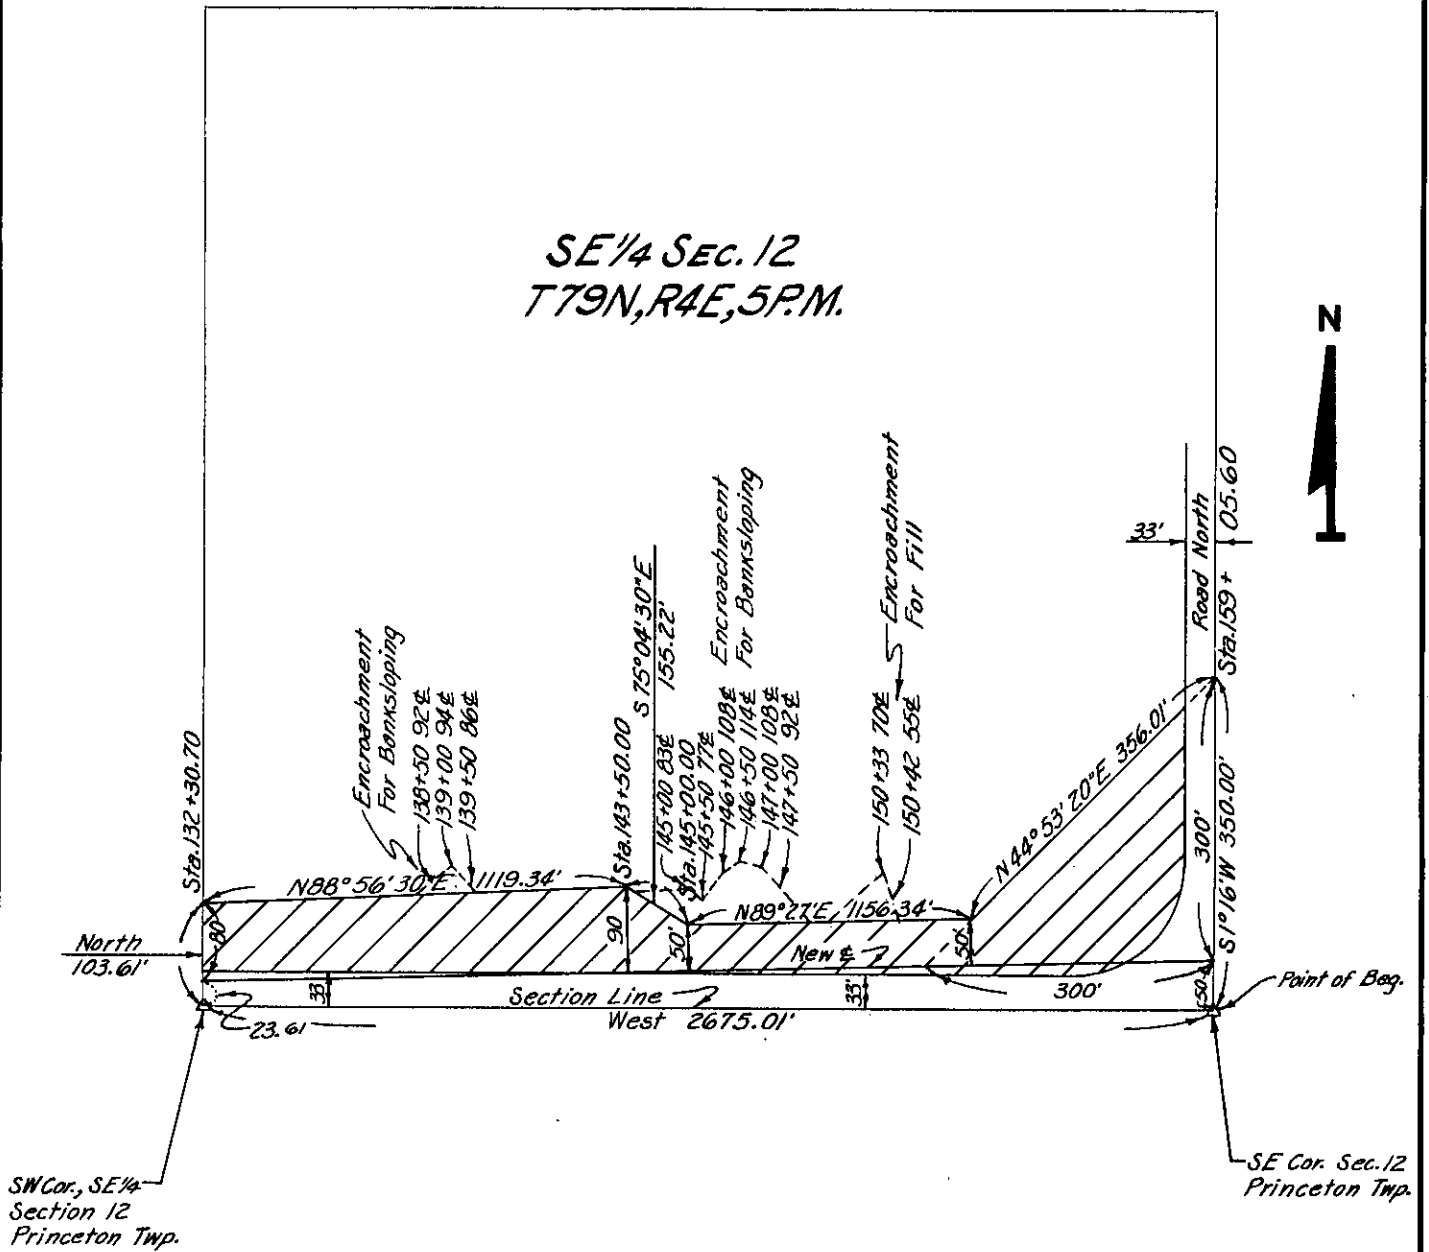 SE¼ SEC. 12
T79N, R4E, 5P.M.
N
Encroachment
For Banksloping
138+50 92'℄
139+00 94'℄
139+50 86'℄
Sta. 132+30.70
N88°56'30"E 1119.34'
Sta. 143+50.00
S 75°04'30"E
155.22'
145+00 83'℄
Sta. 145+00.00
145+50 77'℄
146+00 108'℄
146+50 114'℄
147+00 108'℄
147+50 92'℄
Encroachment
For Banksloping
Encroachment
For Fill
150+33 70'℄
150+42 55'℄
33'
Road North
Sta. 159+05.60
N 44°53'20"E 356.01'
300'
S1°16'W 350.00'
N89°27'E, 1156.34'
North
103.61'
80'
90
50'
New ℄
50'
33'
Section Line
33'
300'
50'
Point of Beg.
23.61
West 2675.01'
SW Cor., SE¼
Section 12
Princeton Twp.
SE Cor. Sec. 12
Princeton Twp.